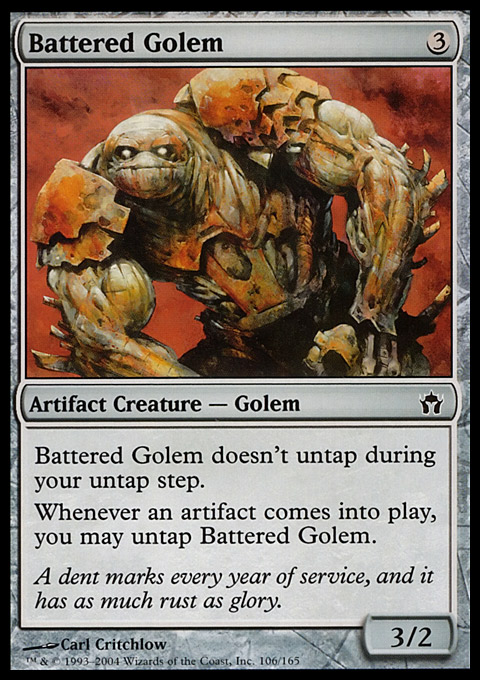 Battered Golem 3
Artifact Creature — Golem
Battered Golem doesn't untap during
your untap step.
Whenever an artifact comes into play,
you may untap Battered Golem.
A dent marks every year of service, and it
has as much rust as glory.
Carl Critchlow
3/2
™ & © 1993–2004 Wizards of the Coast, Inc. 106/165